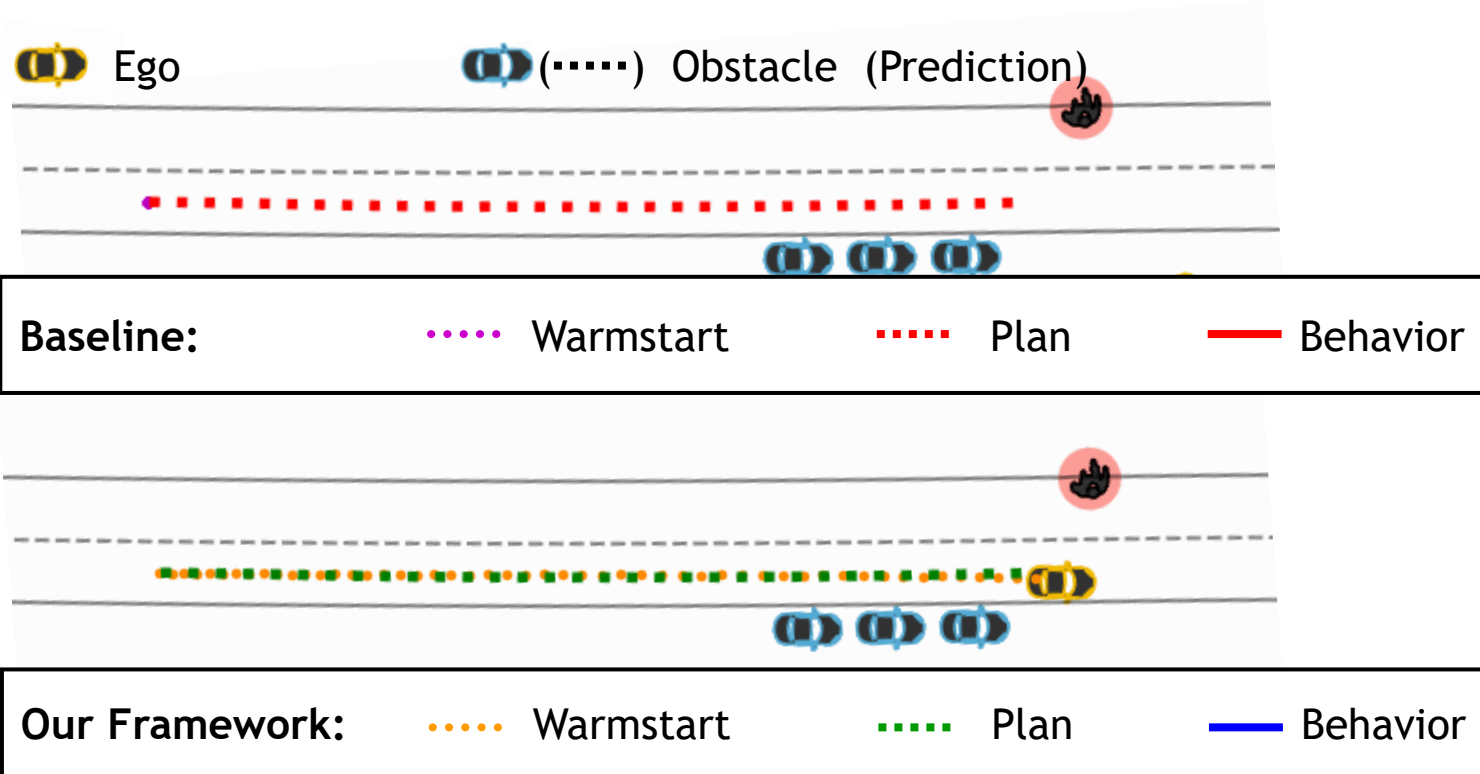 Ego (·····) Obstacle (Prediction)
Baseline: Warmstart Plan Behavior
Our Framework: Warmstart Plan Behavior